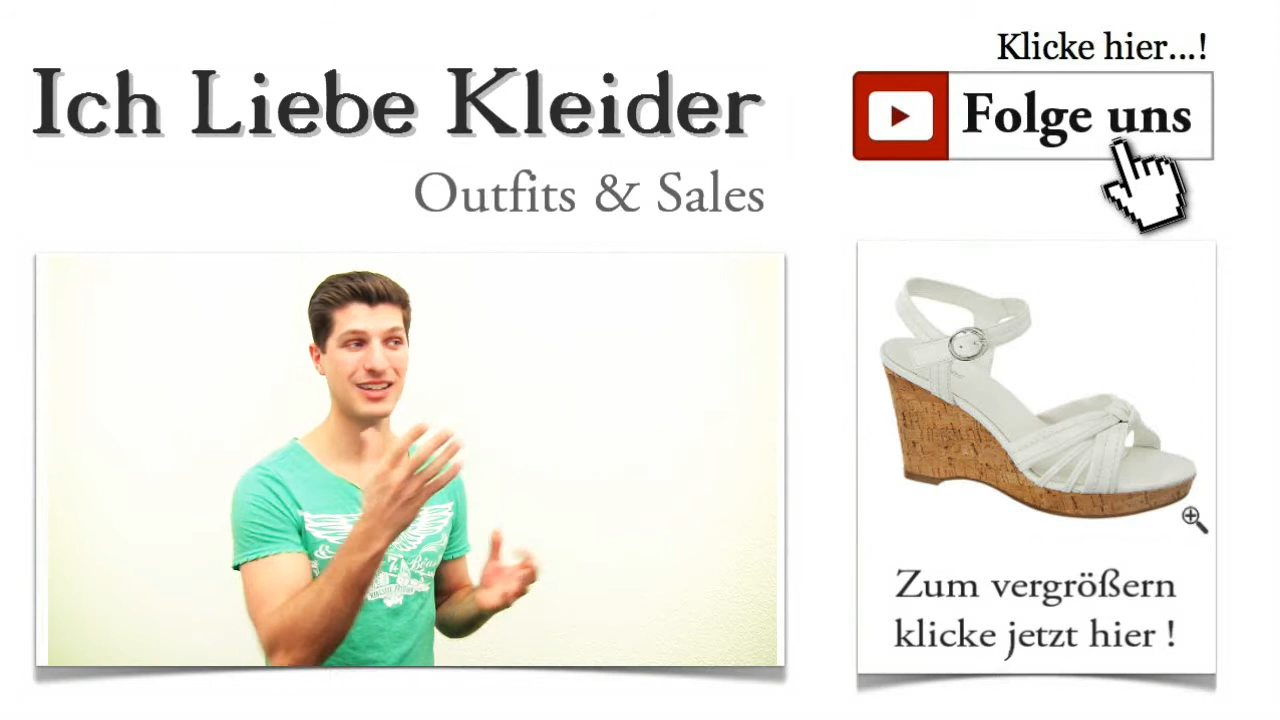 Ich Liebe Kleider
Outfits & Sales
Klicke hier...!
Folge uns
Zum vergrößern
klicke jetzt hier !